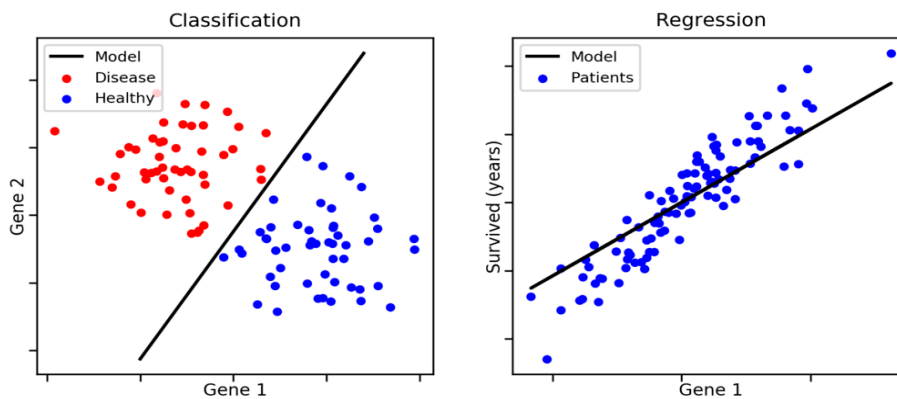 Classification
Model
Disease
Healthy
Gene 2
Gene 1
Regression
Model
Patients
Survived (years)
Gene 1